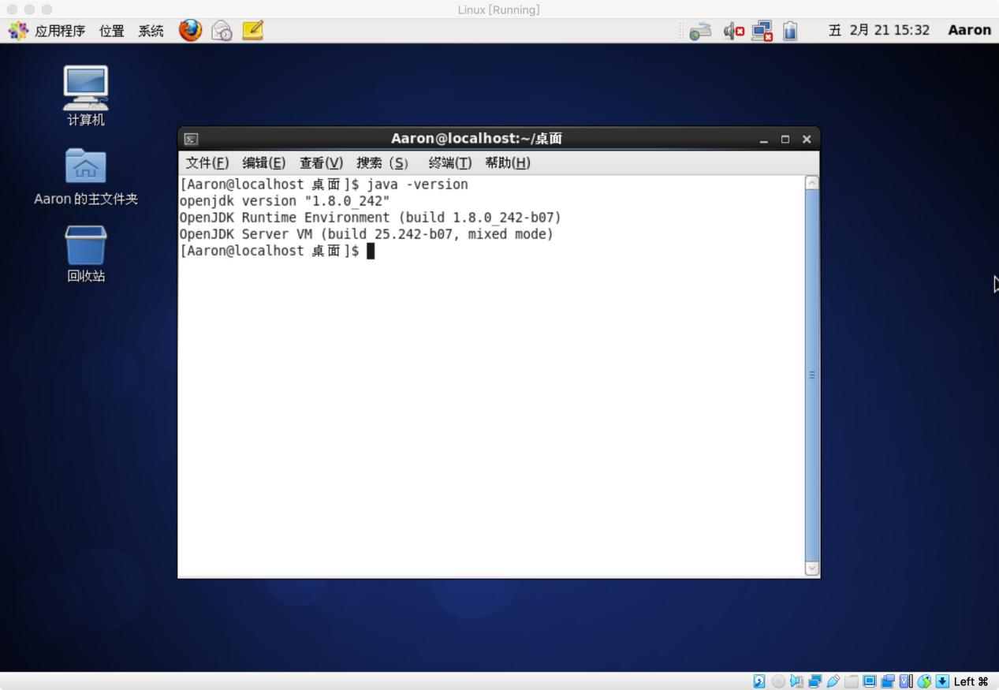 Linux [Running]
应用程序 位置 系统 五 2月 21 15:32 Aaron
计算机
Aaron 的主文件夹
回收站
Aaron@localhost:~/桌面
文件(F) 编辑(E) 查看(V) 搜索 (S) 终端(T) 帮助(H)
[Aaron@localhost 桌面]$ java -version
openjdk version "1.8.0_242"
OpenJDK Runtime Environment (build 1.8.0_242-b07)
OpenJDK Server VM (build 25.242-b07, mixed mode)
[Aaron@localhost 桌面]$
Left ⌘